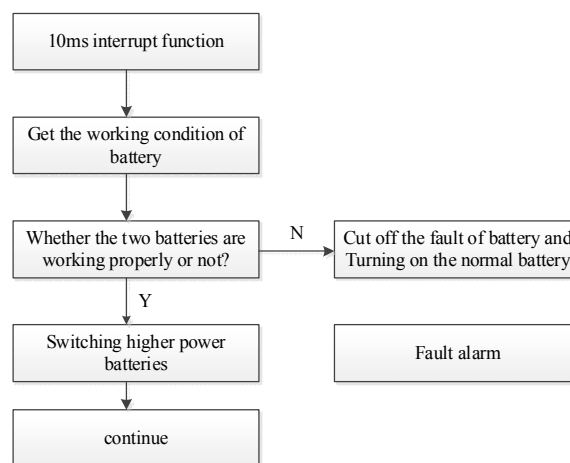 10ms interrupt function
Get the working condition of
battery
Whether the two batteries are
working properly or not?
N
Cut off the fault of battery and
Turning on the normal battery
Y
Switching higher power
batteries
Fault alarm
continue